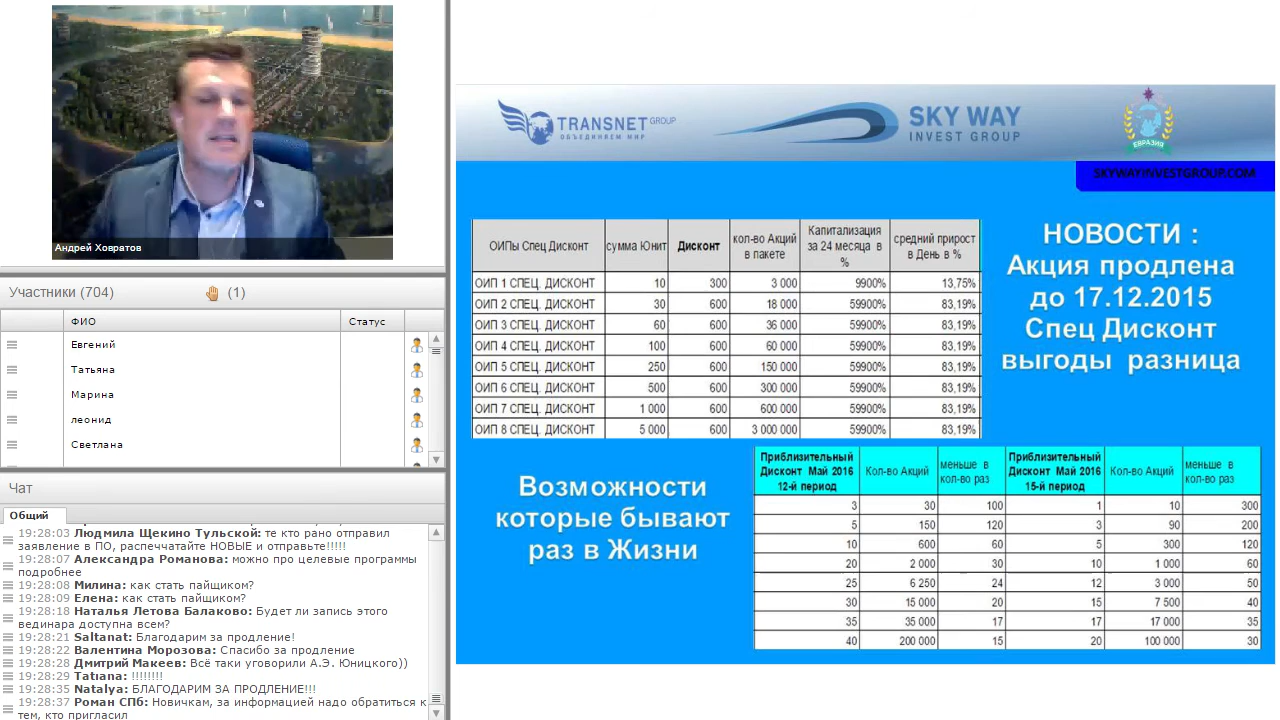 Андрей Ховратов
Участники (704)
(1)
ФИО
Статус
Евгений
Татьяна
Марина
леонид
Светлана
Чат
Общий
19:28:03 Людмила Щекино Тульской: те кто рано отправил
заявление в ПО, распеччатайте НОВЫЕ и отправьте!!!!!
19:28:07 Александра Романова: можно про целевые программы
подробнее
19:28:08 Милина: как стать пайщиком?
19:28:09 Елена: как стать пайщиком?
19:28:18 Наталья Летова Балаково: Будет ли запись этого
вединара доступна всем?
19:28:21 Saltanat: Благодарим за продление!
19:28:22 Валентина Морозова: Спасибо за продление
19:28:28 Дмитрий Макеев: Всё таки уговорили А.Э. Юницкого))
19:28:29 Tatiana: !!!!!!!!
19:28:35 Natalya: БЛАГОДАРИМ ЗА ПРОДЛЕНИЕ!!!
19:28:37 Роман СПб: Новичкам, за информацией надо обратиться к
тем, кто пригласил
TRANSNET GROUP
ОБЪЕДИНЯЕМ МИР
SKY WAY
INVEST GROUP
ЕВРАЗИЯ
SKYWAYINVESTGROUP.COM
ОИПы Спец Дисконт сумма Юнит Дисконт кол-во Акций в пакете Капитализация за 24 месяца в % средний прирост в День в %
ОИП 1 СПЕЦ. ДИСКОНТ 10 300 3 000 9900% 13,75%
ОИП 2 СПЕЦ. ДИСКОНТ 30 600 18 000 59900% 83,19%
ОИП 3 СПЕЦ. ДИСКОНТ 60 600 36 000 59900% 83,19%
ОИП 4 СПЕЦ. ДИСКОНТ 100 600 60 000 59900% 83,19%
ОИП 5 СПЕЦ. ДИСКОНТ 250 600 150 000 59900% 83,19%
ОИП 6 СПЕЦ. ДИСКОНТ 500 600 300 000 59900% 83,19%
ОИП 7 СПЕЦ. ДИСКОНТ 1 000 600 600 000 59900% 83,19%
ОИП 8 СПЕЦ. ДИСКОНТ 5 000 600 3 000 000 59900% 83,19%
НОВОСТИ :
Акция продлена
до 17.12.2015
Спец Дисконт
выгоды разница
Возможности
которые бывают
раз в Жизни
Приблизительный Дисконт Май 2016 12-й период Кол-во Акций меньше в кол-во раз Приблизительный Дисконт Май 2016 15-й период Кол-во Акций меньше в кол-во раз
3 30 100 1 10 300
5 150 120 3 90 200
10 600 60 5 300 120
20 2 000 30 10 1 000 60
25 6 250 24 12 3 000 50
30 15 000 20 15 7 500 40
35 35 000 17 17 17 000 35
40 200 000 15 20 100 000 30